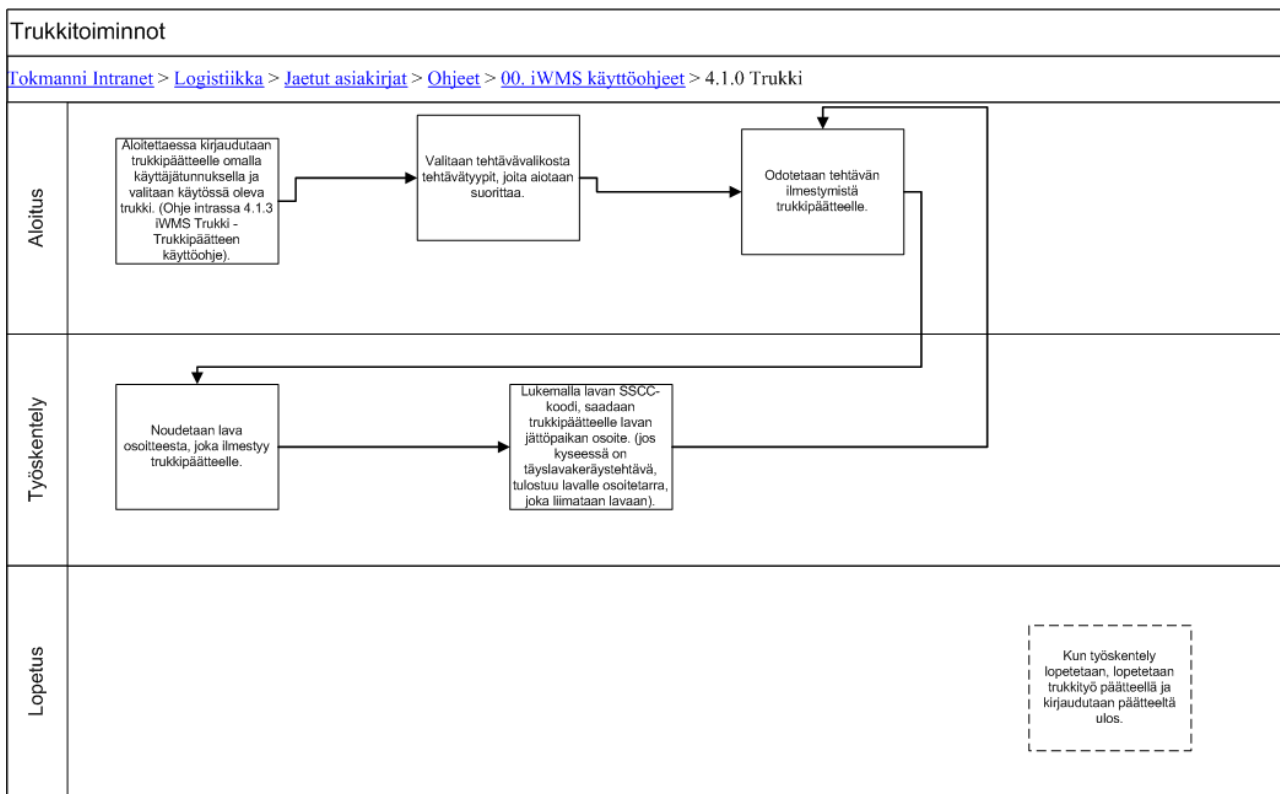 Trukkitoiminnot
Tokmanni Intranet > Logistiikka > Jaetut asiakirjat > Ohjeet > 00. iWMS käyttöohjeet > 4.1.0 Trukki
Aloitus
Aloitettaessa kirjaudutaan
trukkipäätteelle omalla
käyttäjätunnuksella ja
valitaan käytössä oleva
trukki. (Ohje intrassa 4.1.3
iWMS Trukki -
Trukkipäätteen
käyttöohje).
Valitaan tehtävävalikosta
tehtävätyypit, joita aiotaan
suorittaa.
Odotetaan tehtävän
ilmestymistä
trukkipäätteelle.
Työskentely
Noudetaan lava
osoitteesta, joka ilmestyy
trukkipäätteelle.
Lukemalla lavan SSCC-
koodi, saadaan
trukkipäätteelle lavan
jättöpaikan osoite. (jos
kyseessä on
täyslavakeräystehtävä,
tulostuu lavalle osoitetarra,
joka liimataan lavaan).
Lopetus
Kun työskentely
lopetetaan, lopetetaan
trukkityö päätteellä ja
kirjaudutaan päätteeltä
ulos.